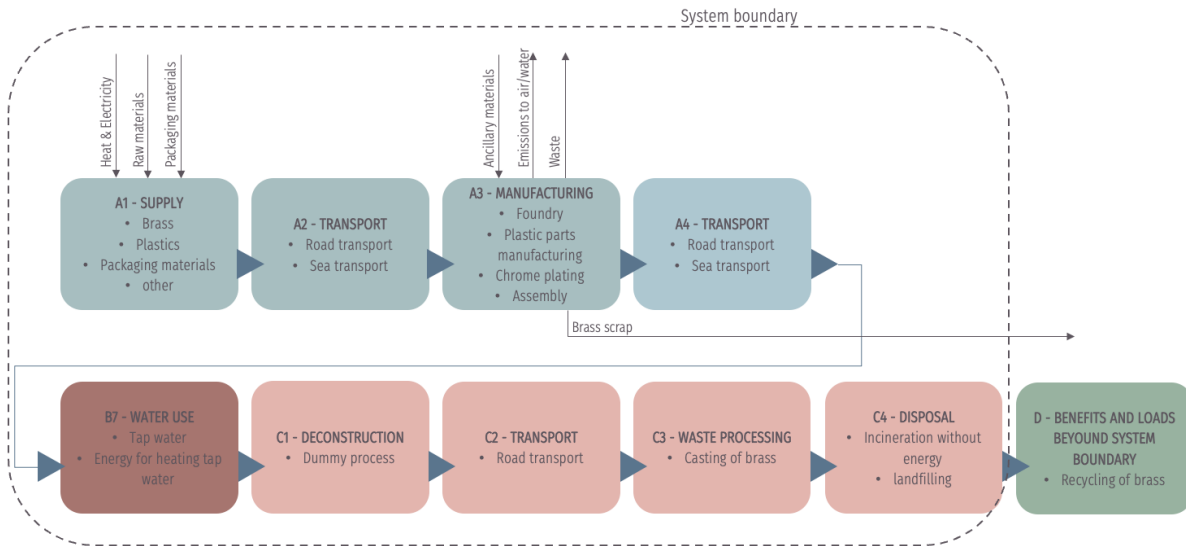 System boundary
Heat & Electricity
Raw materials
Packaging materials
Ancillary materials
Emissions to air/water
Waste
A1 - SUPPLY
• Brass
• Plastics
• Packaging materials
• other
A2 - TRANSPORT
• Road transport
• Sea transport
A3 - MANUFACTURING
• Foundry
• Plastic parts
manufacturing
• Chrome plating
• Assembly
A4 - TRANSPORT
• Road transport
• Sea transport
Brass scrap
B7 - WATER USE
• Tap water
• Energy for heating tap
water
C1 - DECONSTRUCTION
• Dummy process
C2 - TRANSPORT
• Road transport
C3 - WASTE PROCESSING
• Casting of brass
C4 - DISPOSAL
• Incineration without
energy
• landfilling
D - BENEFITS AND LOADS
BEYOUND SYSTEM
BOUNDARY
• Recycling of brass